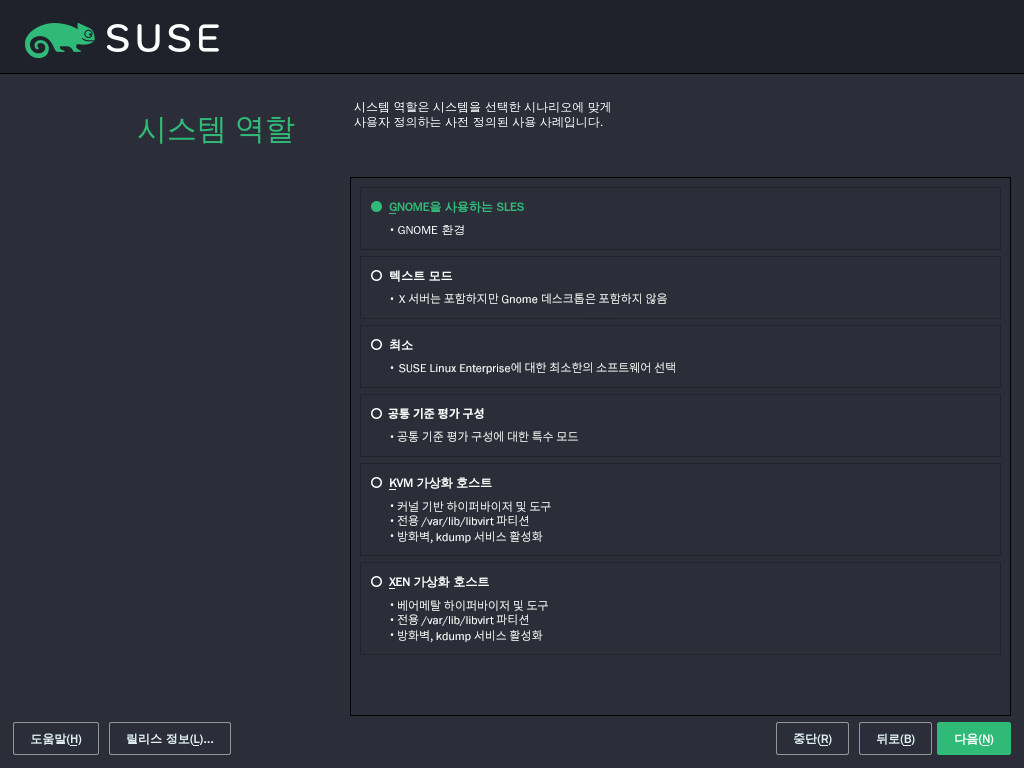 SUSE
시스템 역할
시스템 역할은 시스템을 선택한 시나리오에 맞게
사용자 정의하는 사전 정의된 사용 사례입니다.
GNOME을 사용하는 SLES
• GNOME 환경
텍스트 모드
• X 서버는 포함하지만 Gnome 데스크톱은 포함하지 않음
최소
• SUSE Linux Enterprise에 대한 최소한의 소프트웨어 선택
공통 기준 평가 구성
• 공통 기준 평가 구성에 대한 특수 모드
KVM 가상화 호스트
• 커널 기반 하이퍼바이저 및 도구
• 전용 /var/lib/libvirt 파티션
• 방화벽, kdump 서비스 활성화
XEN 가상화 호스트
• 베어메탈 하이퍼바이저 및 도구
• 전용 /var/lib/libvirt 파티션
• 방화벽, kdump 서비스 활성화
도움말(H) 릴리스 정보(L)... 중단(R) 뒤로(B) 다음(N)